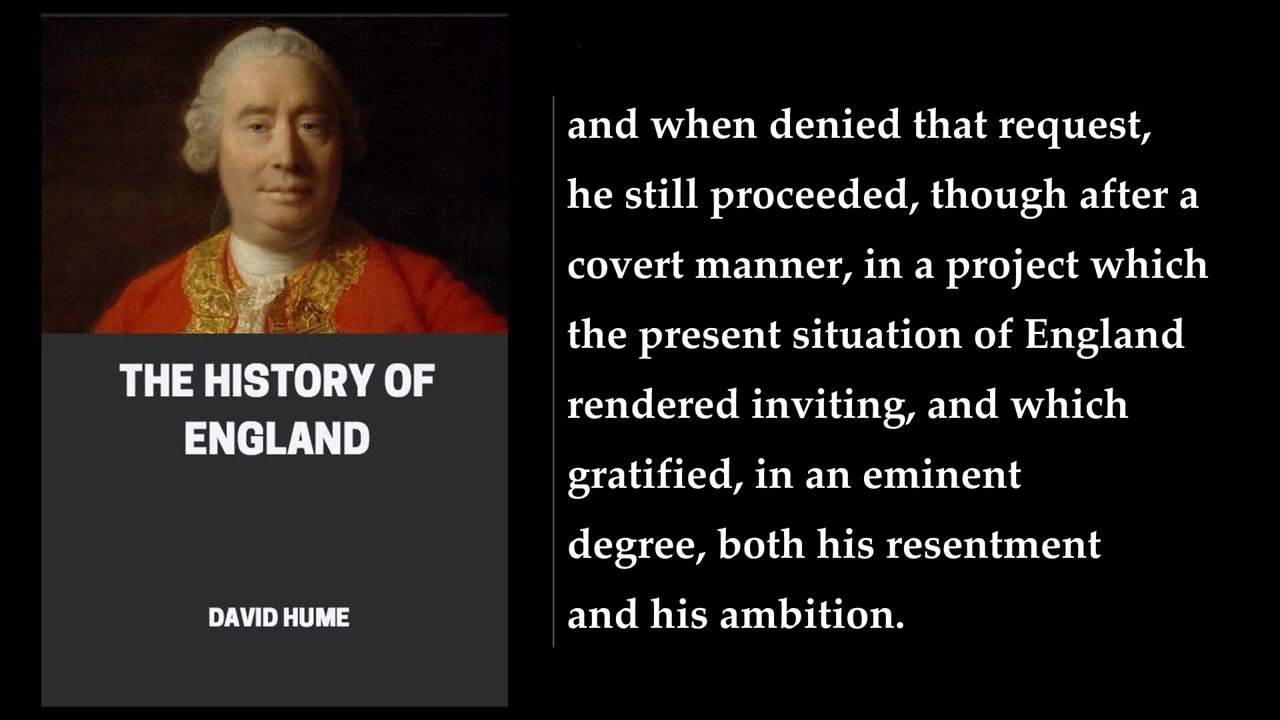 THE HISTORY OF
ENGLAND
DAVID HUME
and when denied that request,
he still proceeded, though after a
covert manner, in a project which
the present situation of England
rendered inviting, and which
gratified, in an eminent
degree, both his resentment
and his ambition.